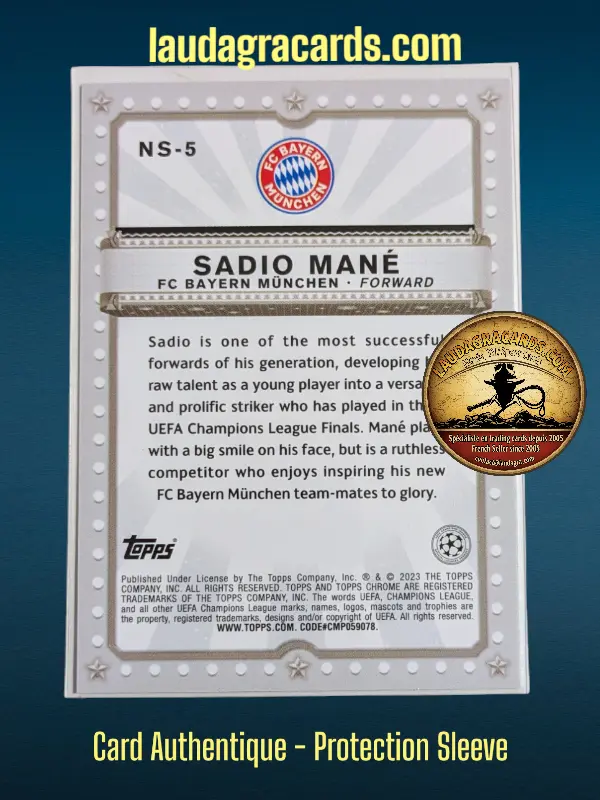 laudagracards.com
NS-5
FC BAYERN
MÜNCHEN
SADIO MANÉ
FC BAYERN MÜNCHEN · FORWARD
Sadio is one of the most successful
forwards of his generation, developing
raw talent as a young player into a versa
and prolific striker who has played in th
UEFA Champions League Finals. Mané pla
with a big smile on his face, but is a ruthless
competitor who enjoys inspiring his new
FC Bayern München team-mates to glory.
LAUDAGRACARDS.COM
Spécialiste en trading cards depuis 2005
French Seller since 2005
TOPPS
Published Under License by The Topps Company, Inc. ® & © 2023 THE TOPPS
COMPANY, INC. ALL RIGHTS RESERVED. TOPPS AND TOPPS CHROME ARE REGISTERED
TRADEMARKS OF THE TOPPS COMPANY, INC. The words UEFA, CHAMPIONS LEAGUE,
and all other UEFA Champions League marks, names, logos, mascots and trophies are
the property, registered trademarks, designs and/or copyright of UEFA. All rights reserved.
WWW.TOPPS.COM. CODE#CMP059078.
Card Authentique - Protection Sleeve